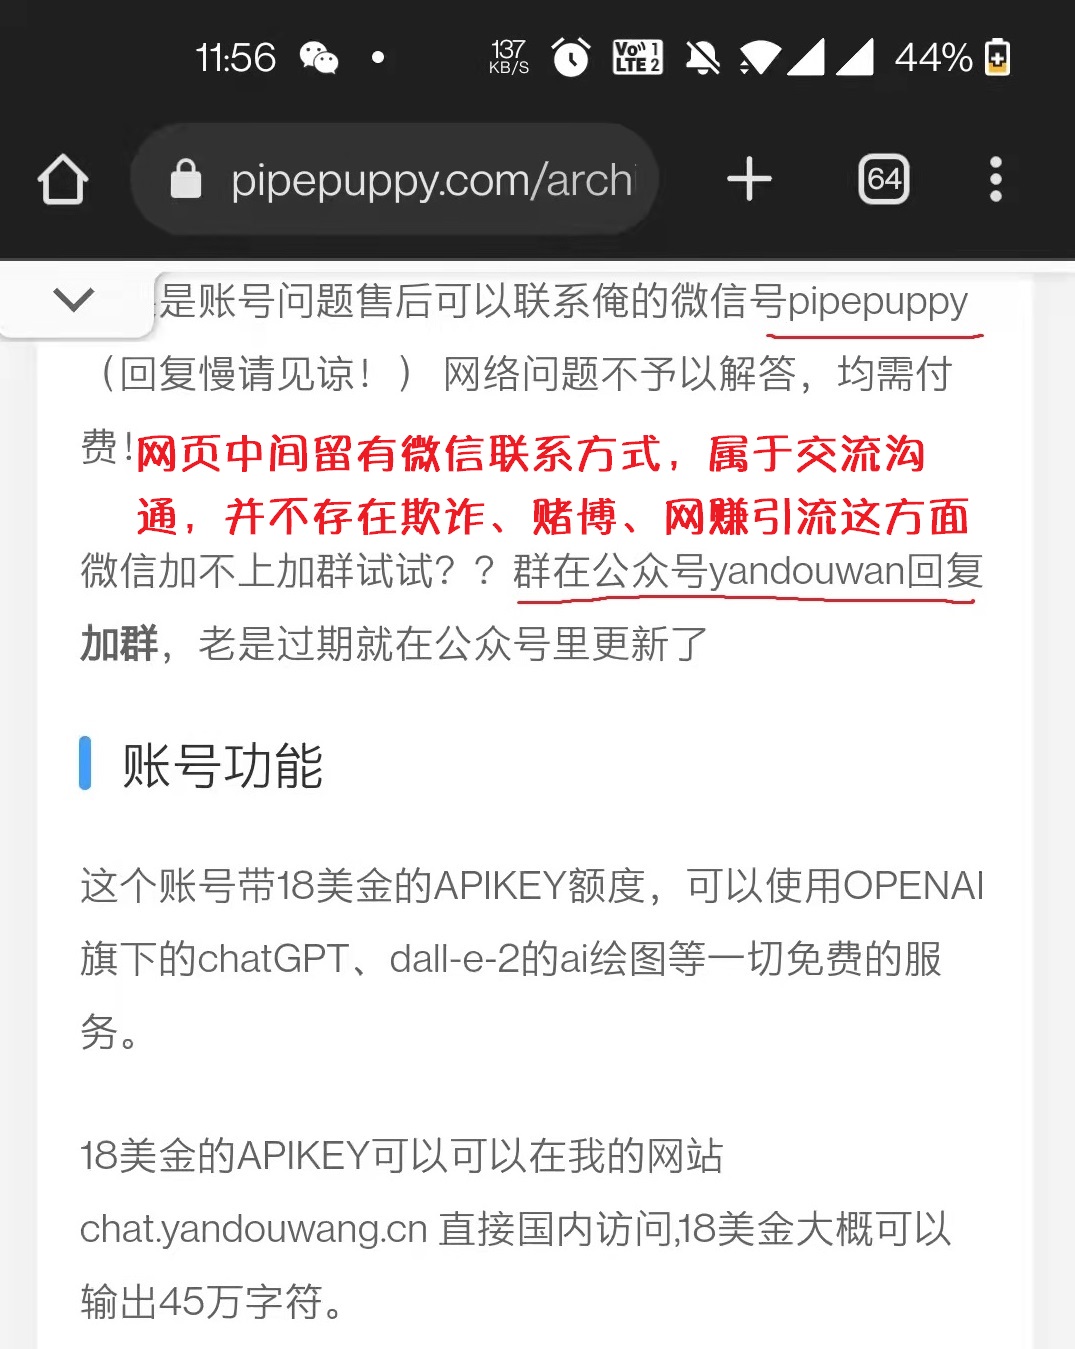 11:56
137
KB/S
Vo)) 1
LTE 2
44%
pipepuppy.com/arch
64
是账号问题售后可以联系俺的微信号pipepuppy
（回复慢请见谅！） 网络问题不予以解答，均需付
费!
网页中间留有微信联系方式，属于交流沟
通，并不存在欺诈、赌博、网赚引流这方面
微信加不上加群试试？？群在公众号yandouwan回复
加群，老是过期就在公众号里更新了
账号功能
这个账号带18美金的APIKEY额度，可以使用OPENAI
旗下的chatGPT、dall-e-2的ai绘图等一切免费的服
务。
18美金的APIKEY可以可以在我的网站
chat.yandouwang.cn 直接国内访问,18美金大概可以
输出45万字符。